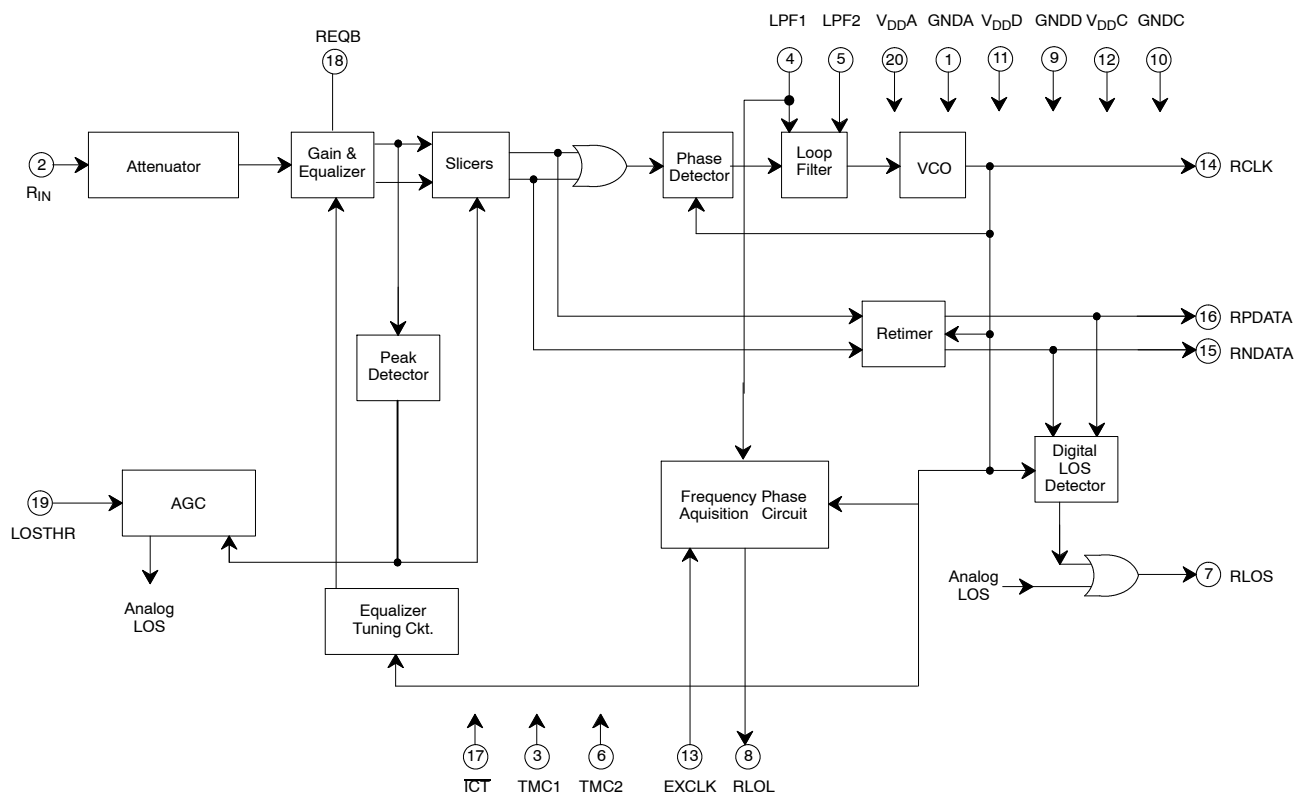 LPF1 LPF2 VDDA GNDA VDDD GNDD VDDC GNDC
REQB
18 4 5 20 1 11 9 12 10
2 Attenuator Gain & Slicers Phase Loop VCO 14 RCLK
Equalizer Detector Filter
RIN
Retimer 16 RPDATA
15 RNDATA
Peak
Detector
Digital
LOS
Detector
19 AGC Frequency Phase
Aquisition Circuit
LOSTHR
Analog
LOS
7 RLOS
Analog
LOS
Equalizer
Tuning Ckt.
17 3 6 13 8
ICT TMC1 TMC2 EXCLK RLOL